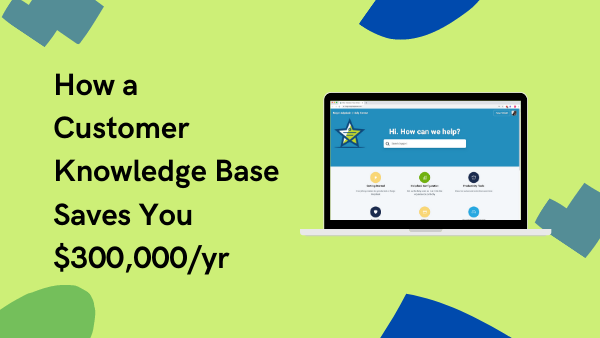 How a
Customer
Knowledge Base
Saves You
$300,000/yr
Hi. How can we help?